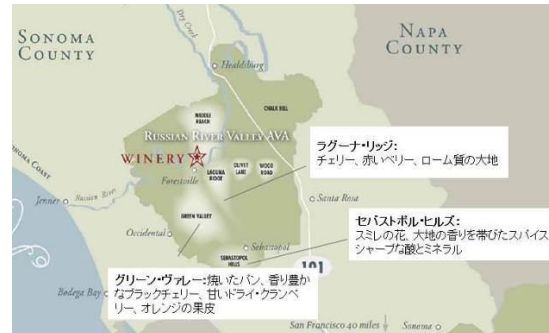 SONOMA
COUNTY
NAPA
COUNTY
Dry Creek
Healdsburg
MIDDLE
REACH
CHALK HILL
RUSSIAN RIVER VALLEY AVA
WINERY
LAGUNA
RIDGE
OLIVET
LANE
WOOD
ROAD
Forestville
Russian River
Jenner
SONOMA COAST
Santa Rosa
GREEN VALLEY
Occidental
Sebastopol
SEBASTOPOL
HILLS
101
Bodega Bay
San Francisco 40 miles
ラグーナ・リッジ:
チェリー、赤いベリー、ローム質の大地
セバストポル・ヒルズ:
スミレの花、大地の香りを帯びたスパイス
シャープな酸とミネラル
グリーン・ヴァレー:焼いたパン、香り豊か
なブラックチェリー、甘いドライ・クランベ
リー、オレンジの果皮